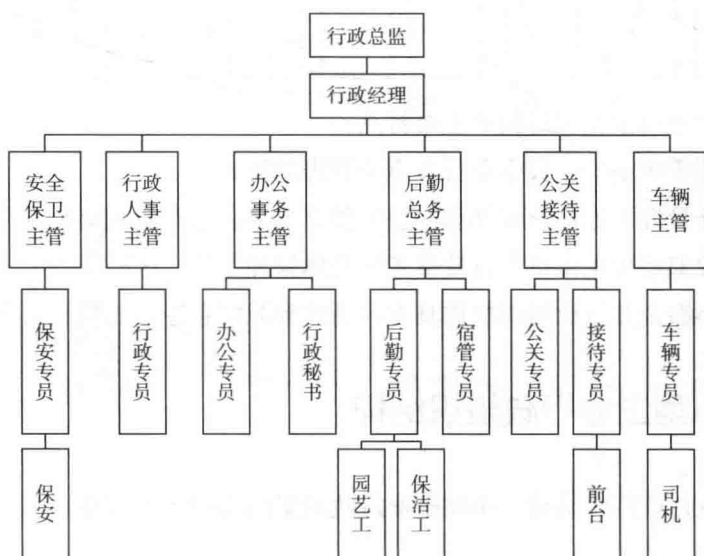 行政总监
行政经理
安全
保卫
主管
行政
人事
主管
办公
事务
主管
后勤
总务
主管
公关
接待
主管
车辆
主管
保安专员
行政专员
办公专员
行政秘书
后勤专员
宿管专员
公关专员
接待专员
车辆专员
保安
园艺工
保洁工
前台
司机